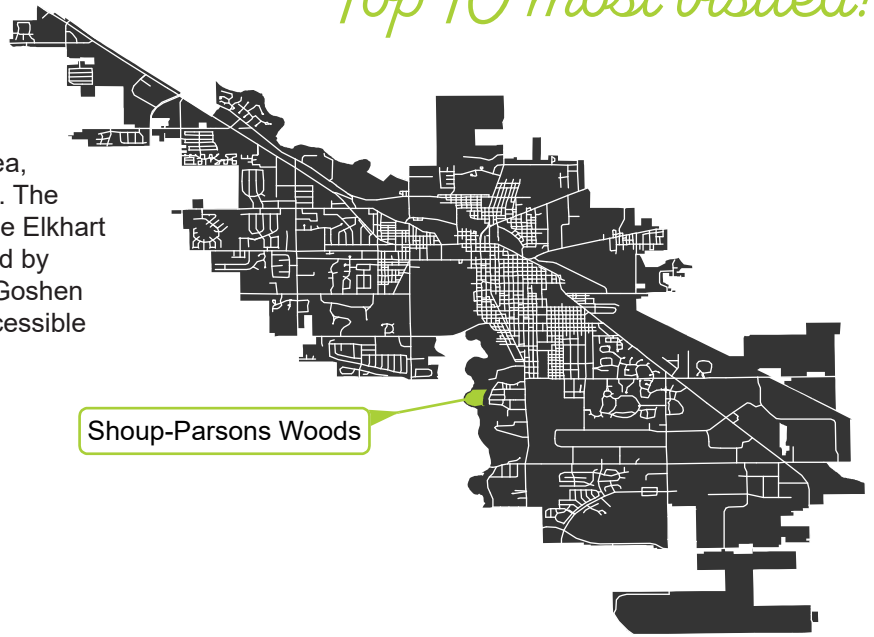 Top 10 most visited!
ea,
. The
e Elkhart
d by
Goshen
cessible
Shoup-Parsons Woods